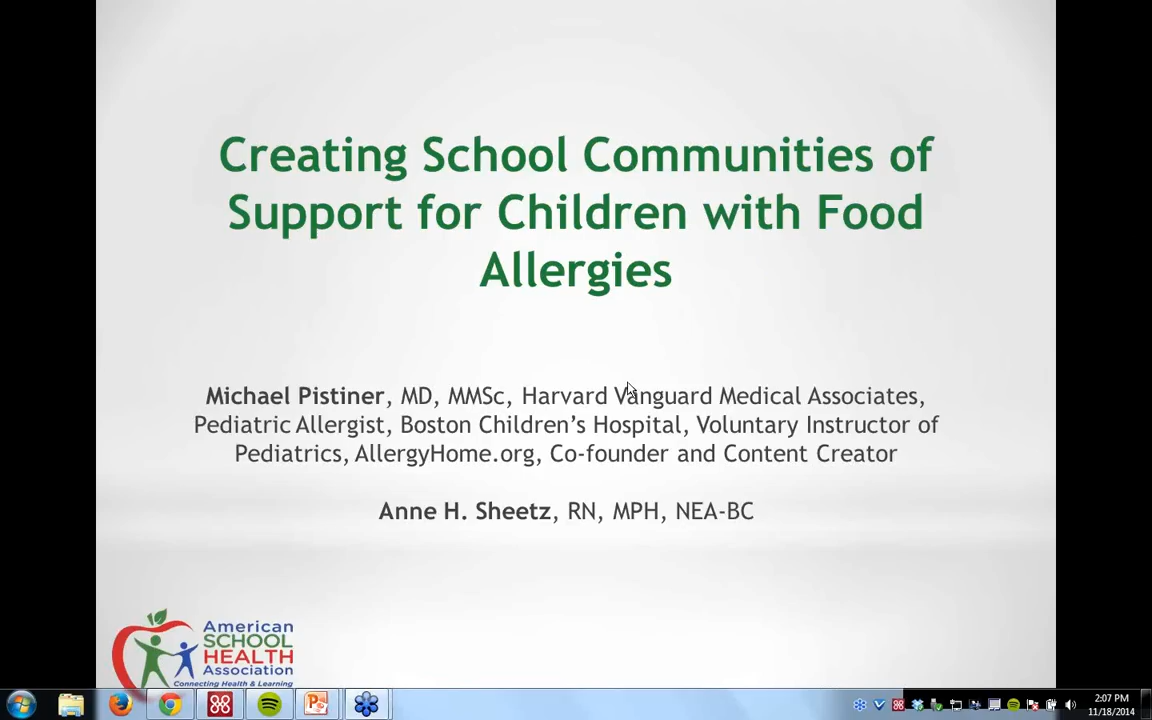 Creating School Communities of
Support for Children with Food
Allergies
Michael Pistiner, MD, MMSc, Harvard Vanguard Medical Associates,
Pediatric Allergist, Boston Children's Hospital, Voluntary Instructor of
Pediatrics, AllergyHome.org, Co-founder and Content Creator
Anne H. Sheetz, RN, MPH, NEA-BC
American
SCHOOL
HEALTH
Association
Connecting Health & Learning
2:07 PM
11/18/2014